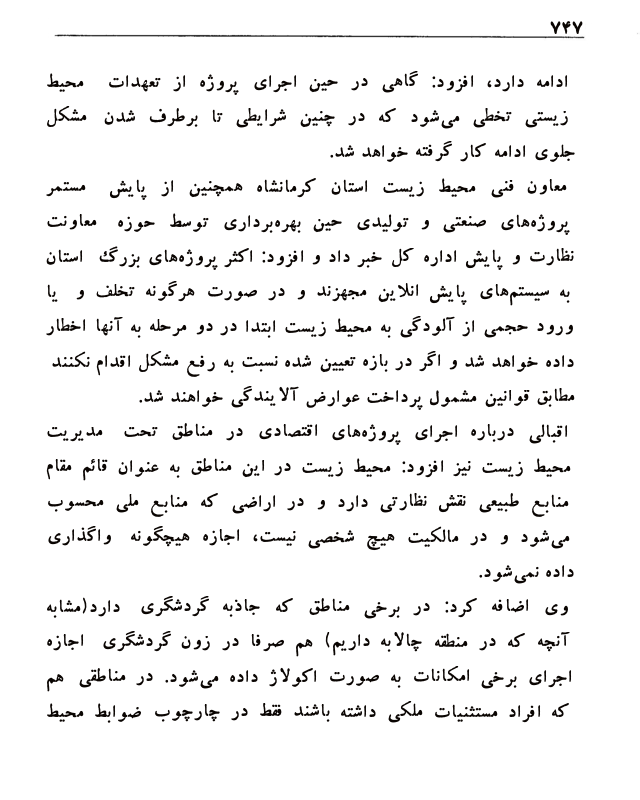 ۷۴۷
ادامه دارد، افزود: گاهی در حین اجرای پروژه از تعهدات محیط
زیستی تخطی می‌شود که در چنین شرایطی تا برطرف شدن مشکل
جلوی ادامه کار گرفته خواهد شد.
معاون فنی محیط زیست استان کرمانشاه همچنین از پایش مستمر
پروژه‌های صنعتی و تولیدی حین بهره‌برداری توسط حوزه معاونت
نظارت و پایش اداره کل خبر داد و افزود: اکثر پروژه‌های بزرگ استان
به سیستم‌های پایش انلاین مجهزند و در صورت هرگونه تخلف و یا
ورود حجمی از آلودگی به محیط زیست ابتدا در دو مرحله به آنها اخطار
داده خواهد شد و اگر در بازه تعیین شده نسبت به رفع مشکل اقدام نکنند
مطابق قوانین مشمول پرداخت عوارض آلایندگی خواهند شد.
اقبالی درباره اجرای پروژه‌های اقتصادی در مناطق تحت مدیریت
محیط زیست نیز افزود: محیط زیست در این مناطق به عنوان قائم مقام
منابع طبیعی نقش نظارتی دارد و در اراضی که منابع ملی محسوب
می‌شود و در مالکیت هیچ شخصی نیست، اجازه هیچگونه واگذاری
داده نمی‌شود.
وی اضافه کرد: در برخی مناطق که جاذبه گردشگری دارد(مشابه
آنچه که در منطقه چالابه داریم) هم صرفا در زون گردشگری اجازه
اجرای برخی امکانات به صورت اکولاژ داده می‌شود. در مناطقی هم
که افراد مستثنیات ملکی داشته باشند فقط در چارچوب ضوابط محیط